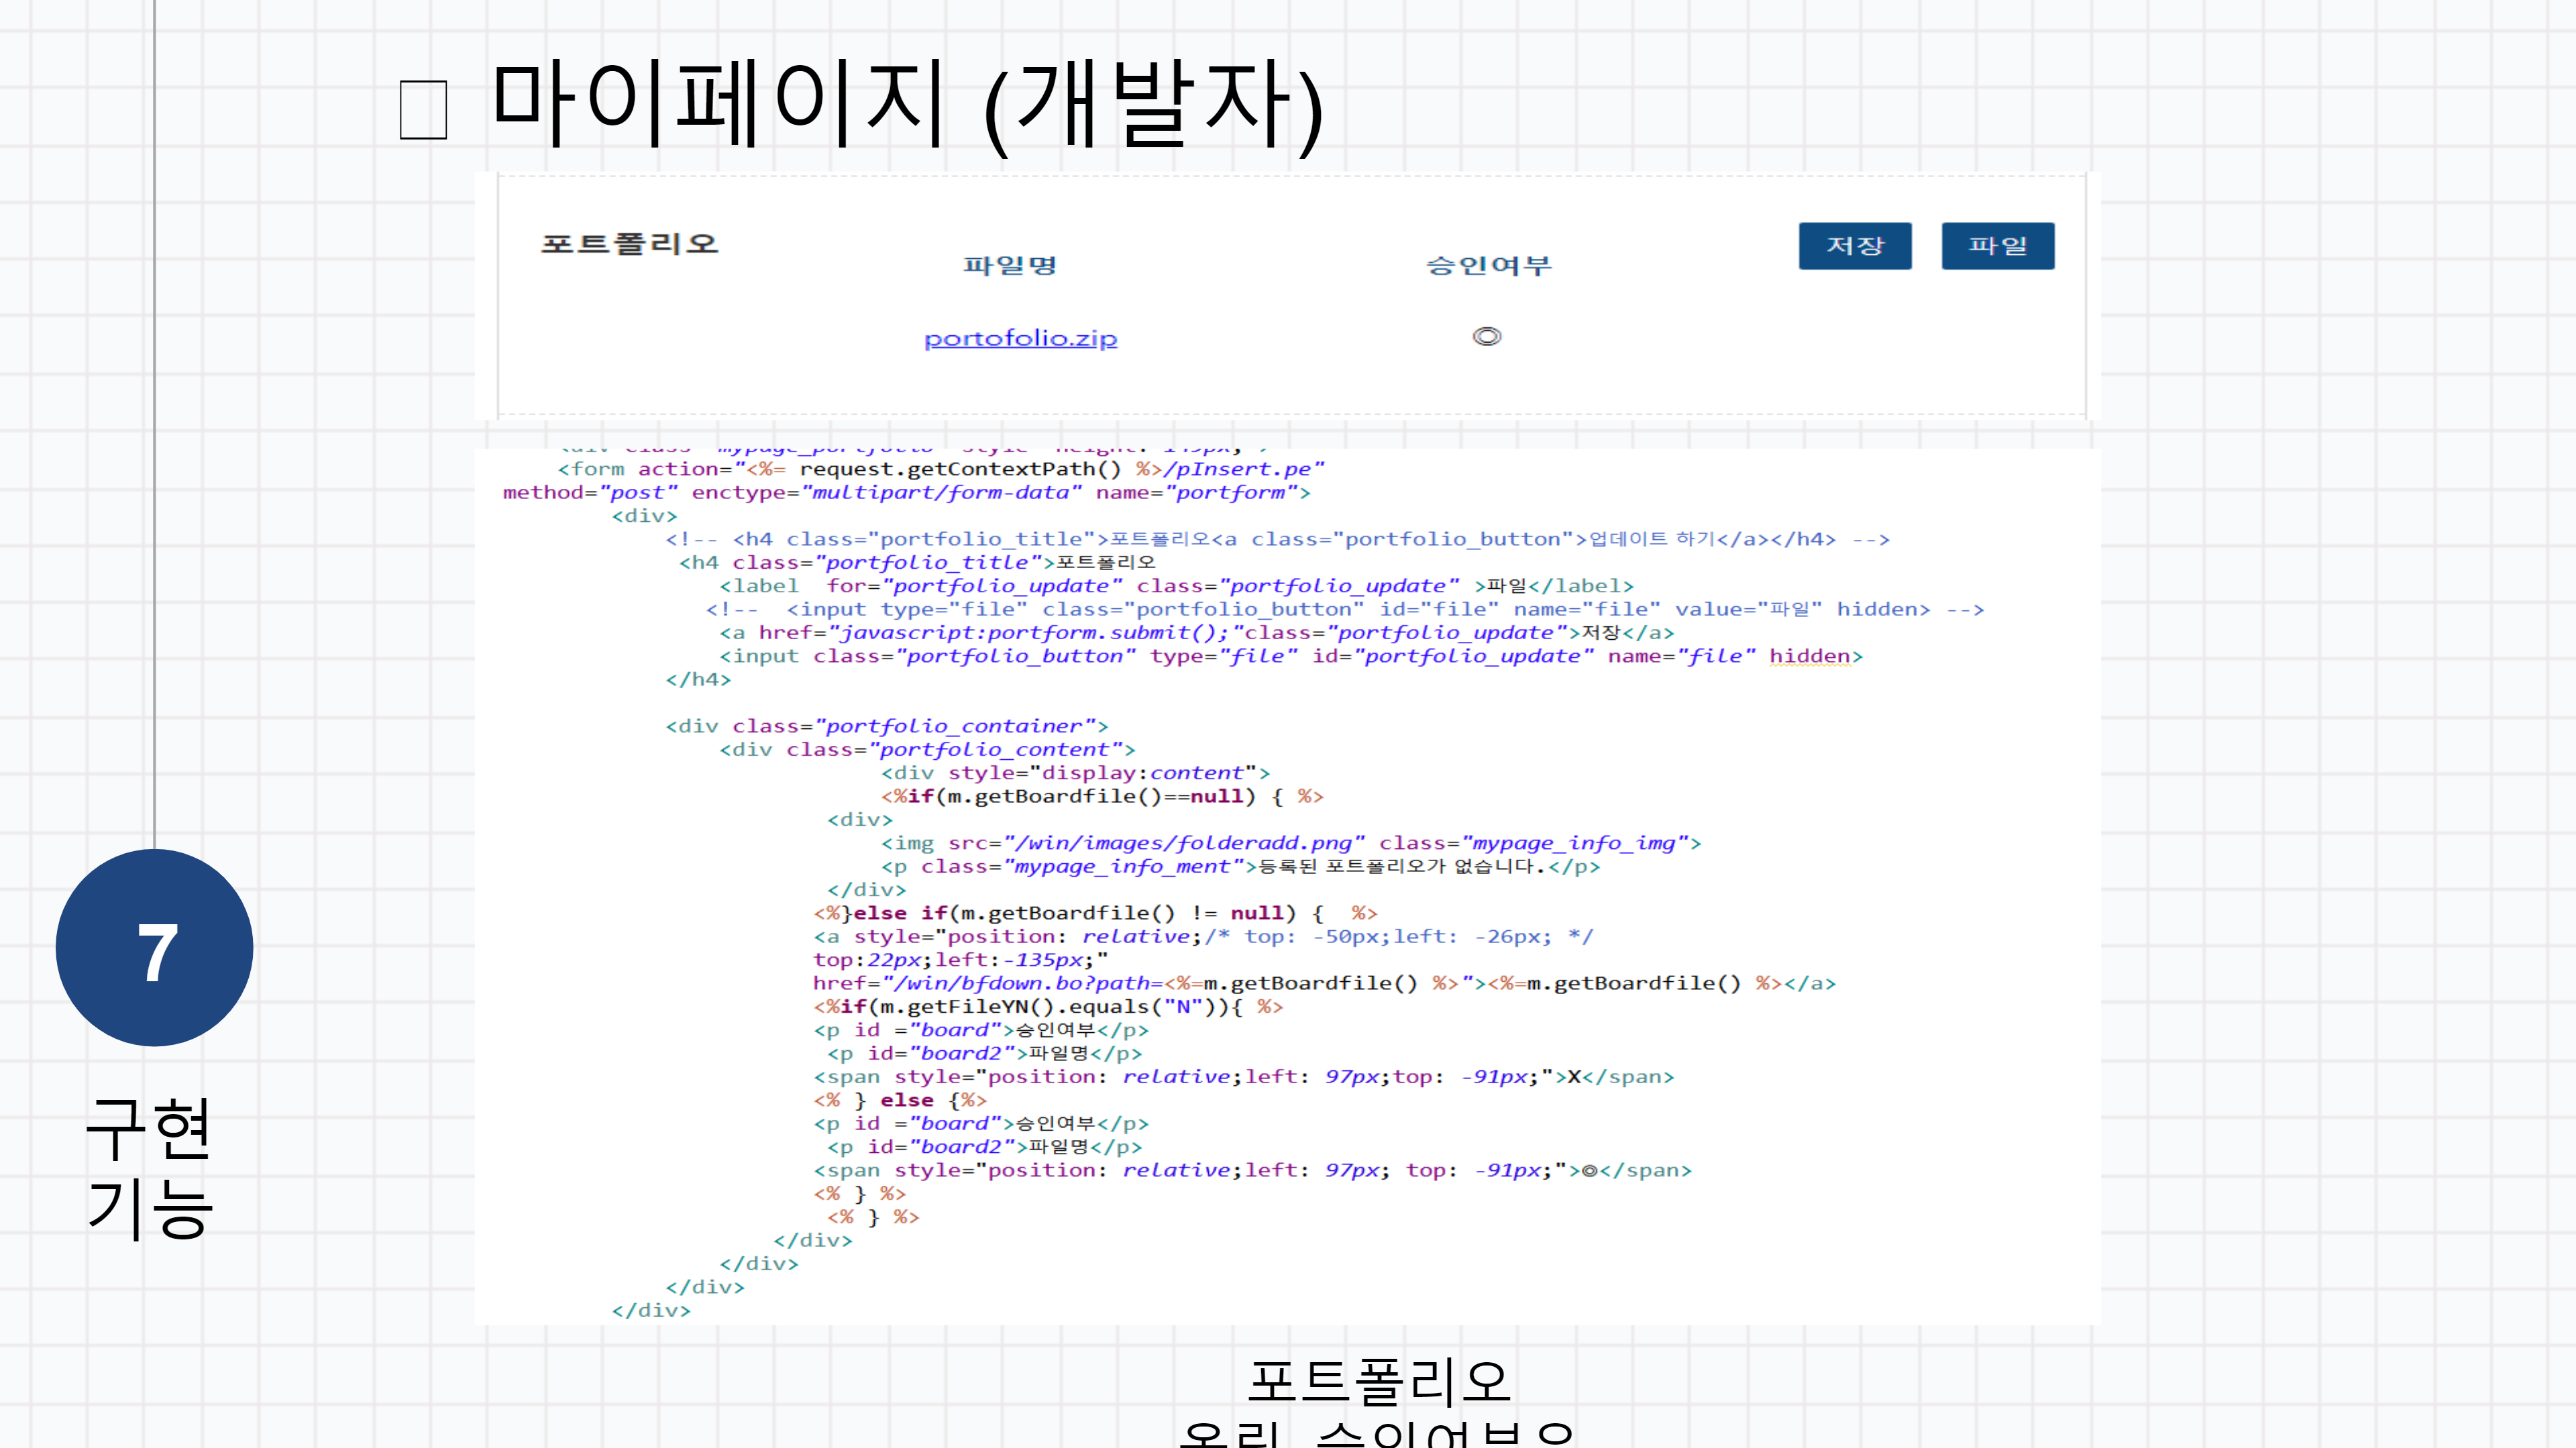 마이페이지 (개발자)
포트폴리오
파일명
승인여부
저장
파일
portofolio.zip
◎
<form action="<%= request.getContextPath() %>/pInsert.pe"
method="post" enctype="multipart/form-data" name="portform">
<div>
<!-- <h4 class="portfolio_title">포트폴리오<a class="portfolio_button">업데이트 하기</a></h4> -->
<h4 class="portfolio_title">포트폴리오
<label  for="portfolio_update" class="portfolio_update" >파일</label>
<!--  <input type="file" class="portfolio_button" id="file" name="file" value="파일" hidden> -->
<a href="javascript:portform.submit();"class="portfolio_update">저장</a>
<input class="portfolio_button" type="file" id="portfolio_update" name="file" hidden>
</h4>
<div class="portfolio_container">
<div class="portfolio_content">
<div style="display:content">
<%if(m.getBoardfile()==null) { %>
<div>
<img src="/win/images/folderadd.png" class="mypage_info_img">
<p class="mypage_info_ment">등록된 포트폴리오가 없습니다.</p>
</div>
<%}else if(m.getBoardfile() != null) {  %>
<a style="position: relative;/* top: -50px;left: -26px; */
top:22px;left:-135px;"
href="/win/bfdown.bo?path=<%=m.getBoardfile() %>"><%=m.getBoardfile() %></a>
<%if(m.getFileYN().equals("N")){ %>
<p id ="board">승인여부</p>
<p id="board2">파일명</p>
<span style="position: relative;left: 97px;top: -91px;">X</span>
<% } else {%>
<p id ="board">승인여부</p>
<p id="board2">파일명</p>
<span style="position: relative;left: 97px; top: -91px;">◎</span>
<% } %>
<% } %>
</div>
</div>
</div>
</div>
7
구현
기능
포트폴리오